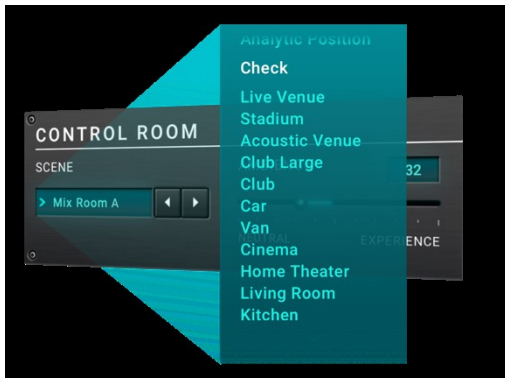 Analytic Position
Check
Live Venue
Stadium
Acoustic Venue
Club Large
Club
Car
Van
Cinema
Home Theater
Living Room
Kitchen
CONTROL ROOM
SCENE
Mix Room A
32
NEUTRAL
EXPERIENCE